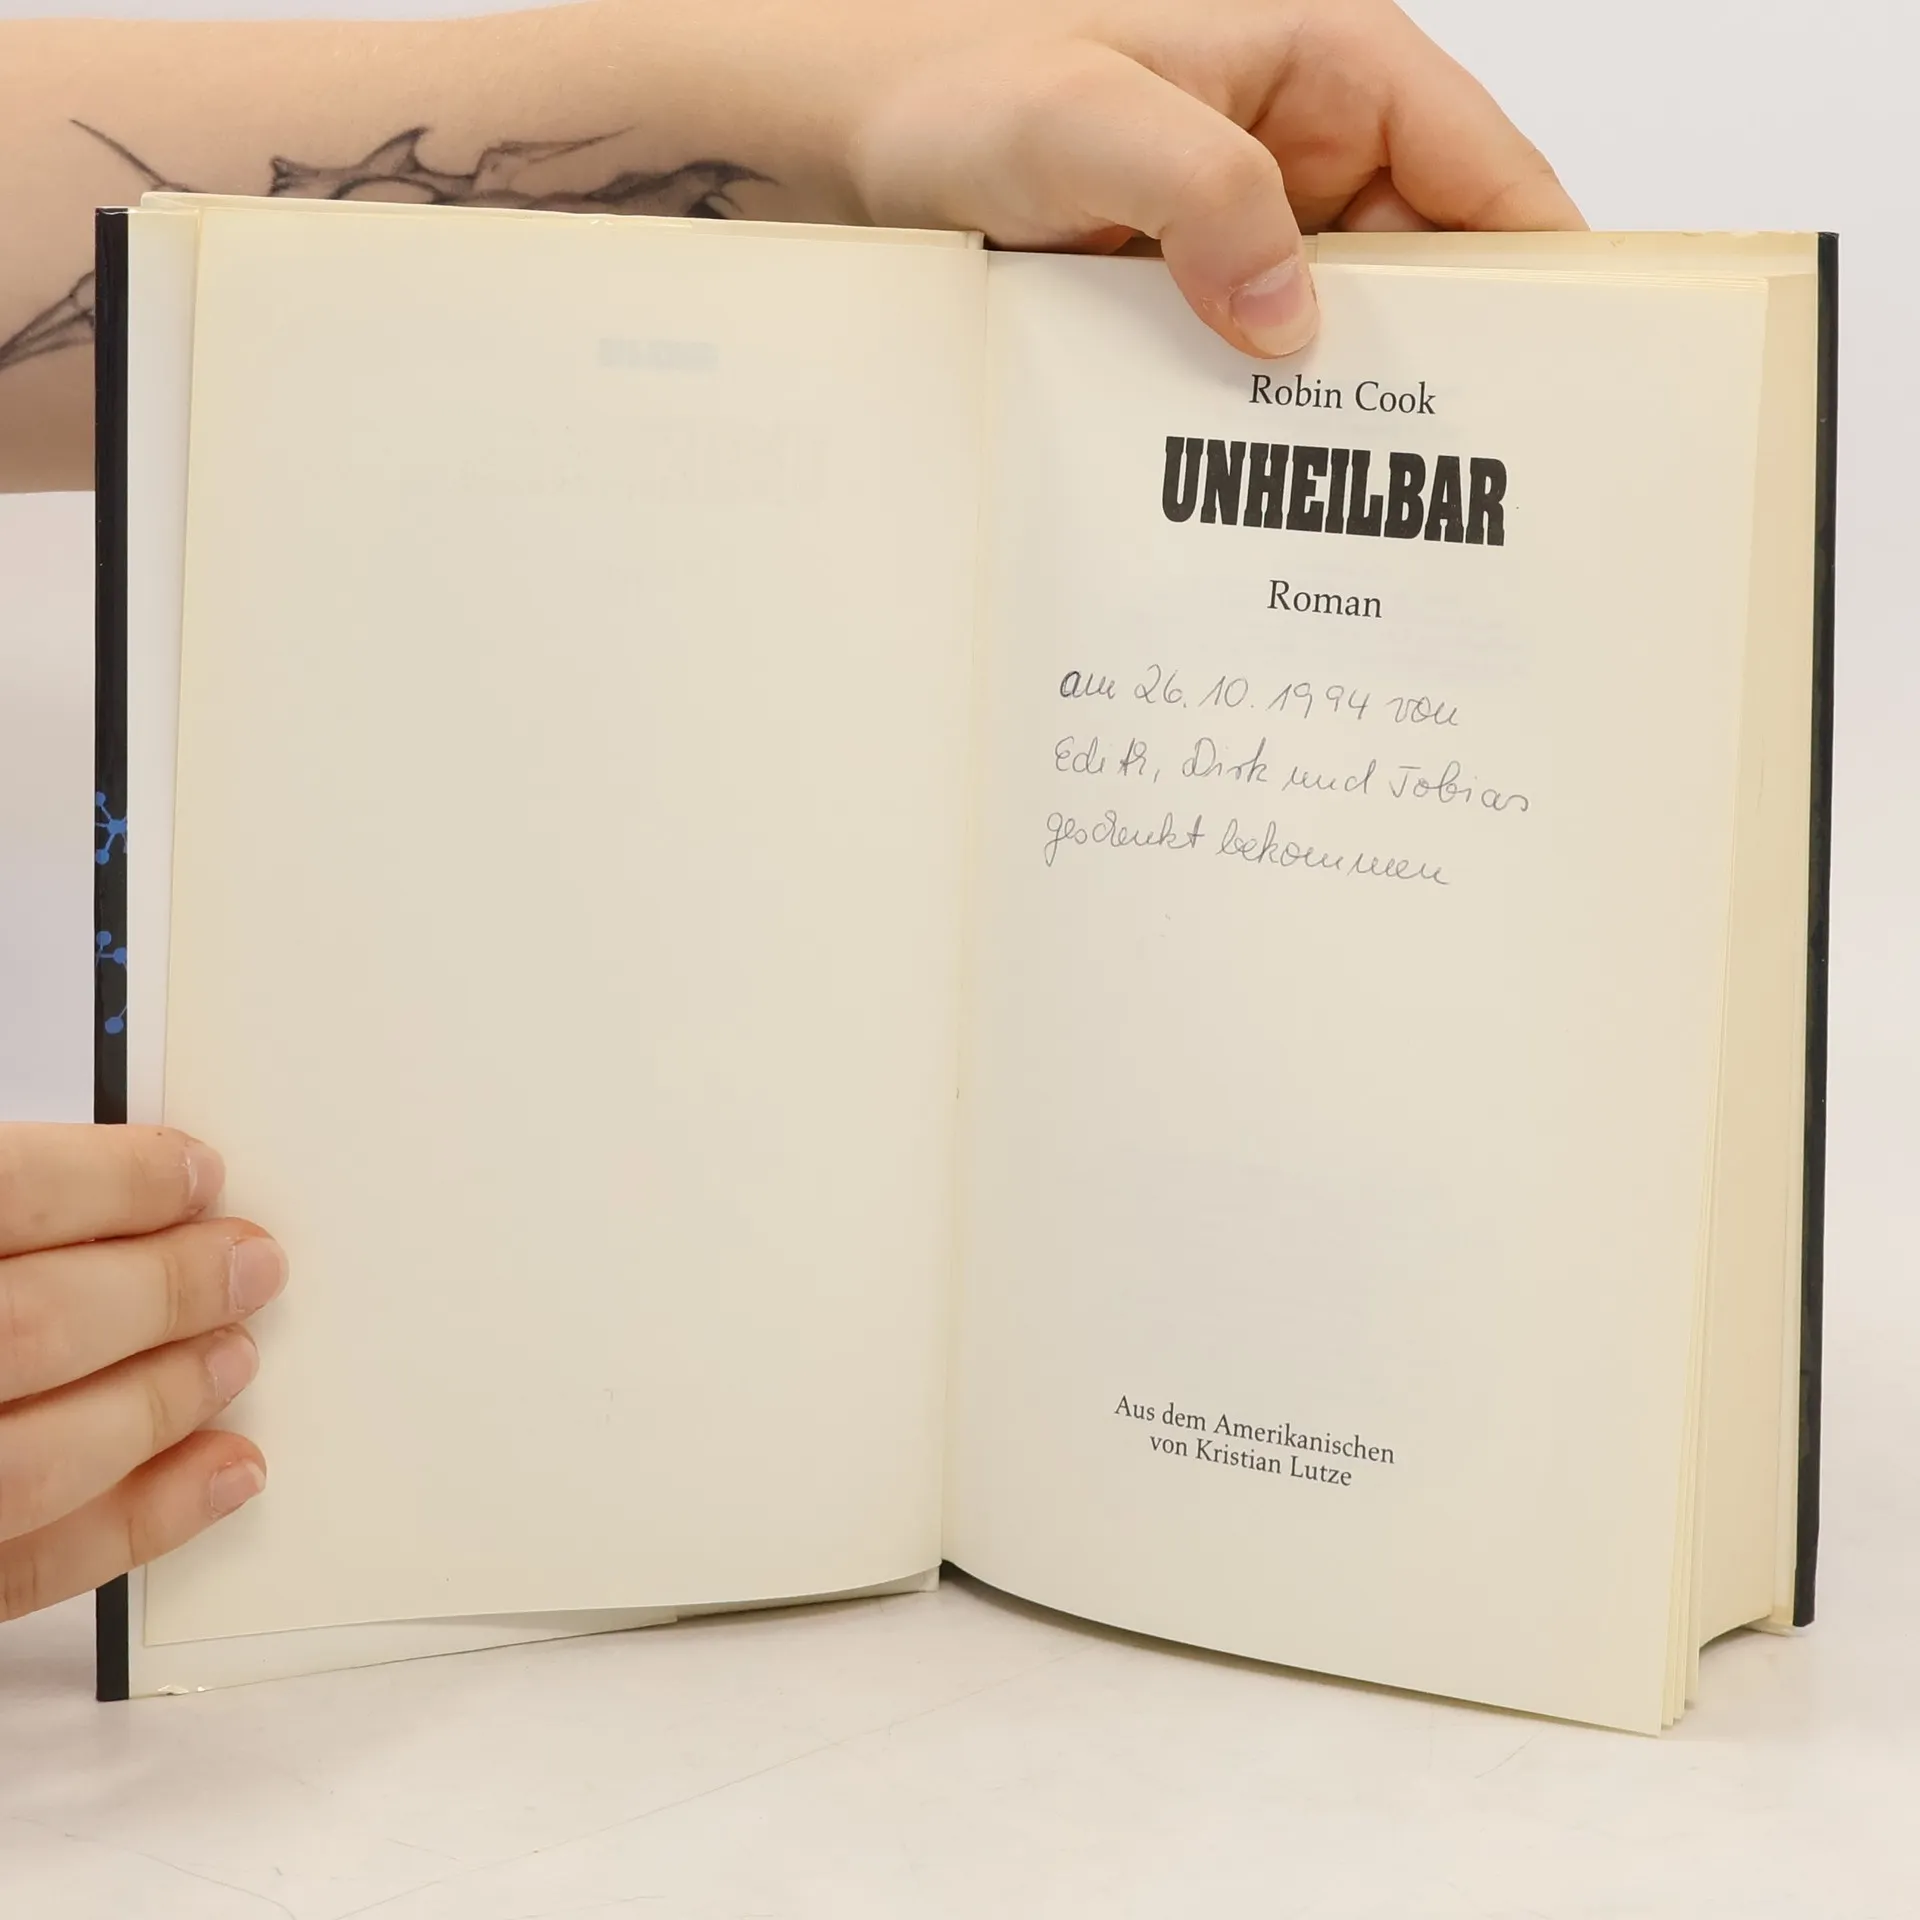 Robin Cook
UNHEILBAR
Roman
am 26.10.1994 von
Edith, Dirk und Tobias
geschenkt bekommen
Aus dem Amerikanischen
von Kristian Lutze